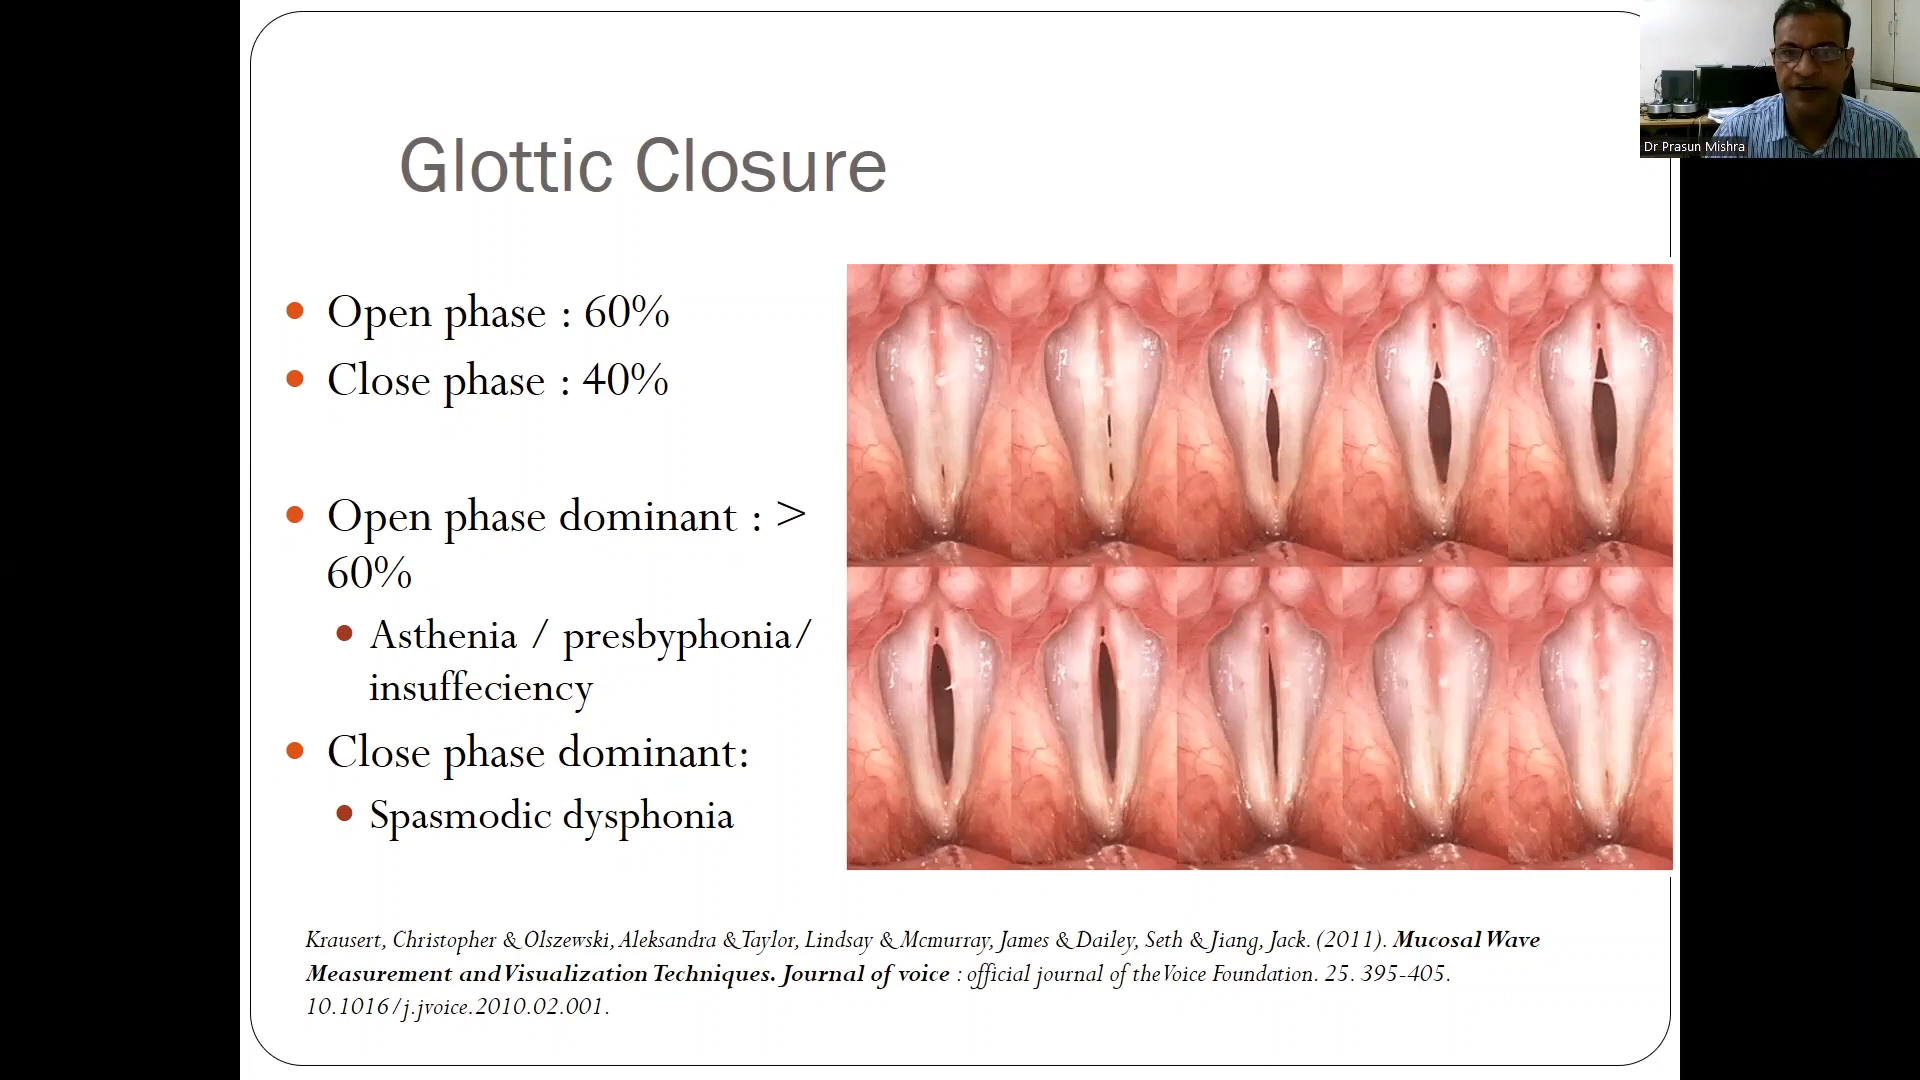 Dr Prasun Mishra
Glottic Closure
Open phase : 60%
Close phase : 40%
Open phase dominant : >
60%
Asthenia / presbyphonia/
insuffeciency
Close phase dominant:
Spasmodic dysphonia
Krausert, Christopher & Olszewski, Aleksandra & Taylor, Lindsay & Mcmurray, James & Dailey, Seth & Jiang, Jack. (2011). Mucosal Wave
Measurement and Visualization Techniques. Journal of voice : official journal of the Voice Foundation. 25. 395-405.
10.1016/j.jvoice.2010.02.001.